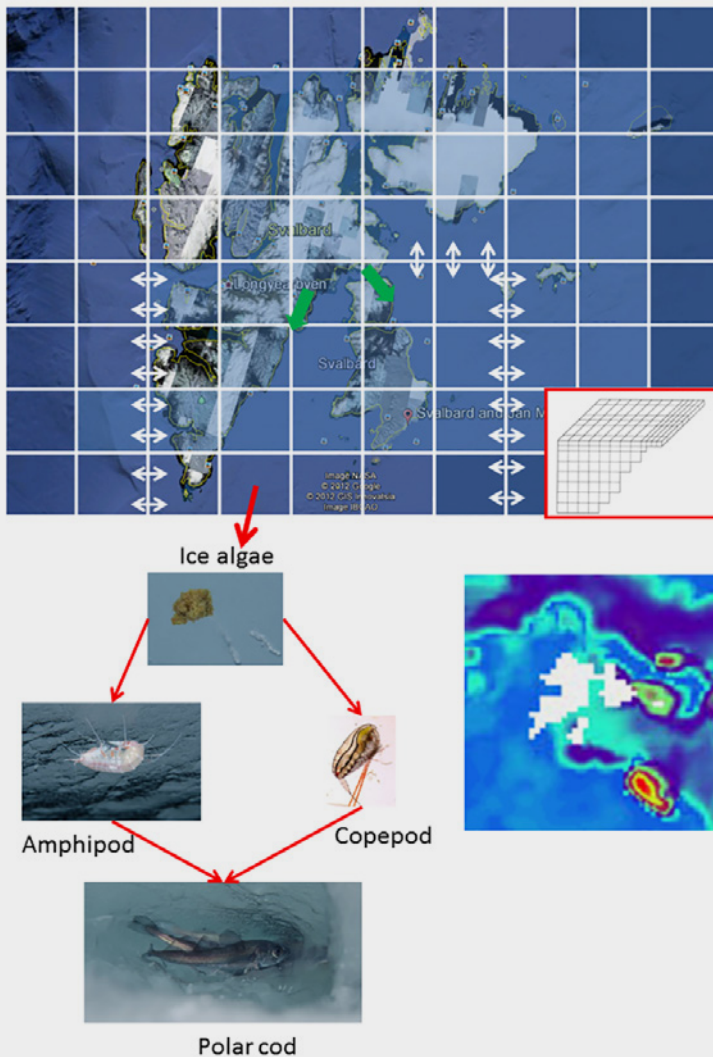 Svalbard
Longyearbyen
Svalbard
Svalbard and Jan M
Image NASA
© 2012 Google
© 2012 GIS Innovatsia
Image IBCAO
Ice algae
Amphipod
Copepod
Polar cod